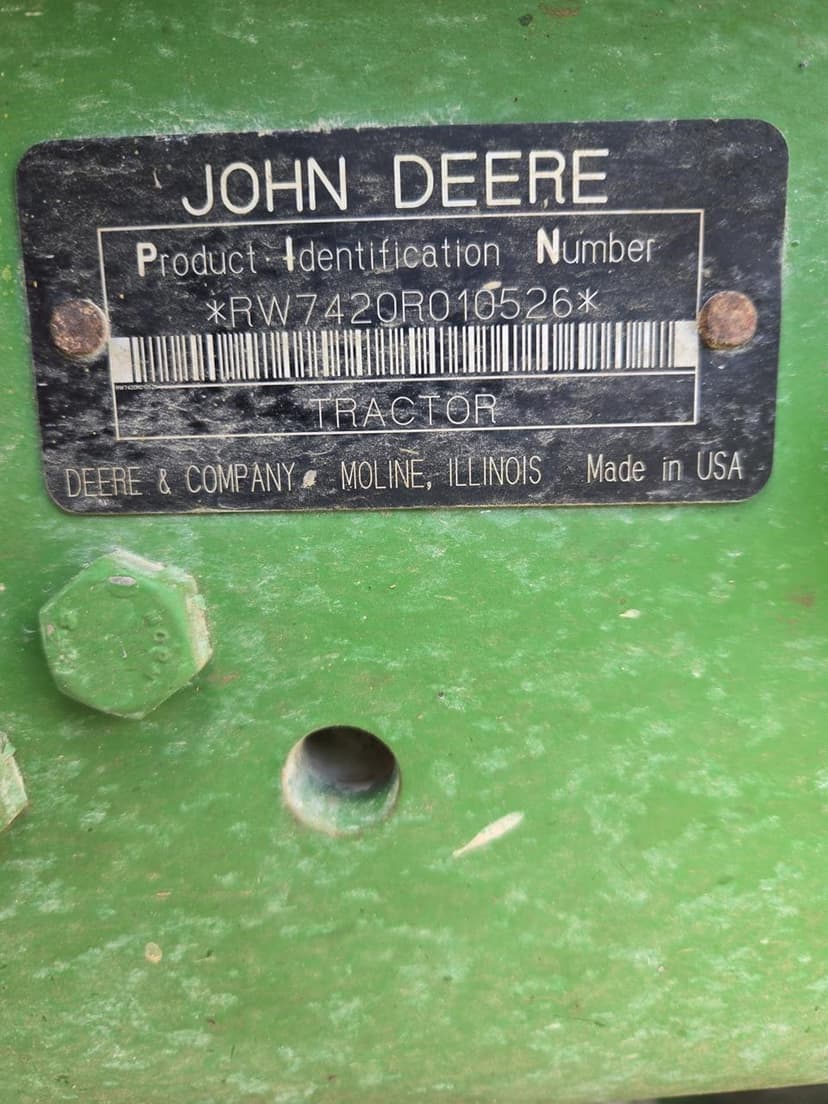 JOHN DEERE
Product Identification Number
*RW7420R010526*
TRACTOR
DEERE & COMPANY, MOLINE, ILLINOIS Made in USA